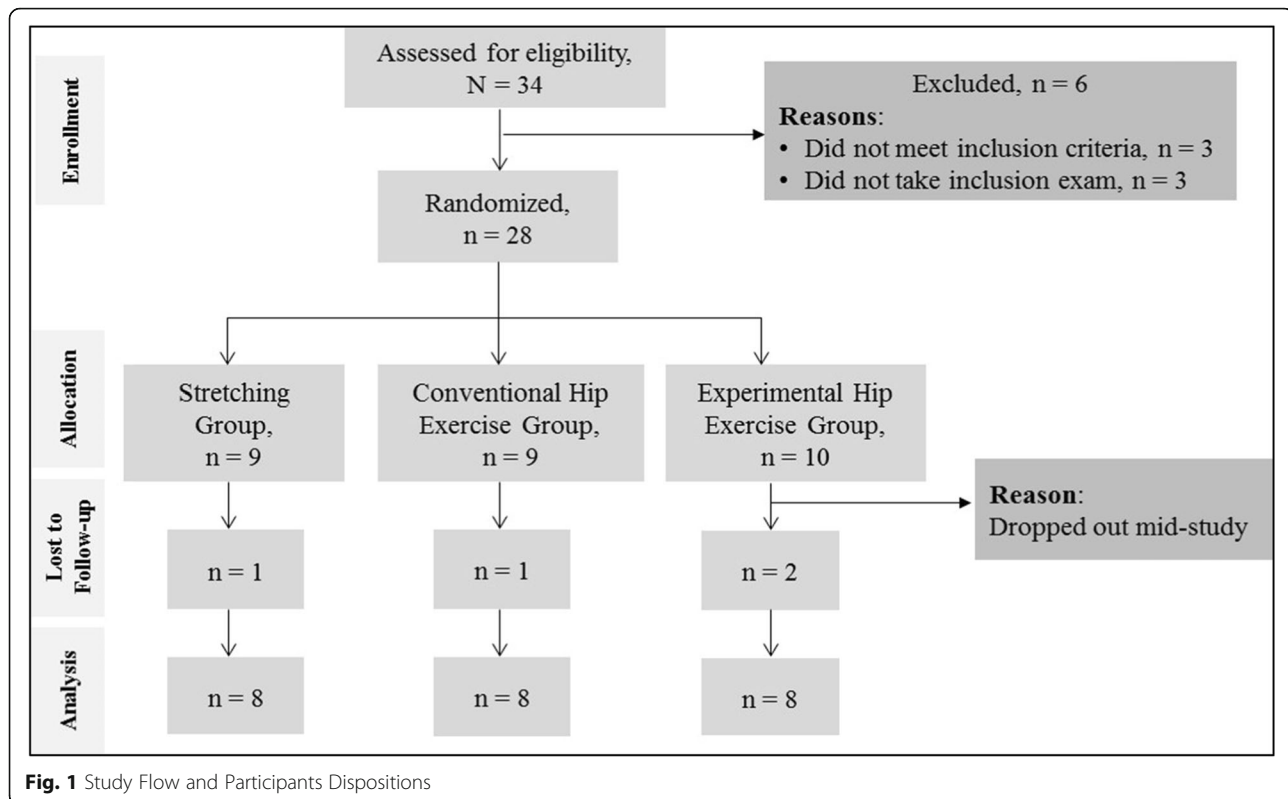 Enrollment
Assessed for eligibility,
N = 34
Excluded, n = 6
Reasons:
• Did not meet inclusion criteria, n = 3
• Did not take inclusion exam, n = 3
Randomized,
n = 28
Allocation
Stretching
Group,
n = 9
Conventional Hip
Exercise Group,
n = 9
Experimental Hip
Exercise Group,
n = 10
Reason:
Dropped out mid-study
Lost to
Follow-up
n = 1
n = 1
n = 2
Analysis
n = 8
n = 8
n = 8
Fig. 1 Study Flow and Participants Dispositions